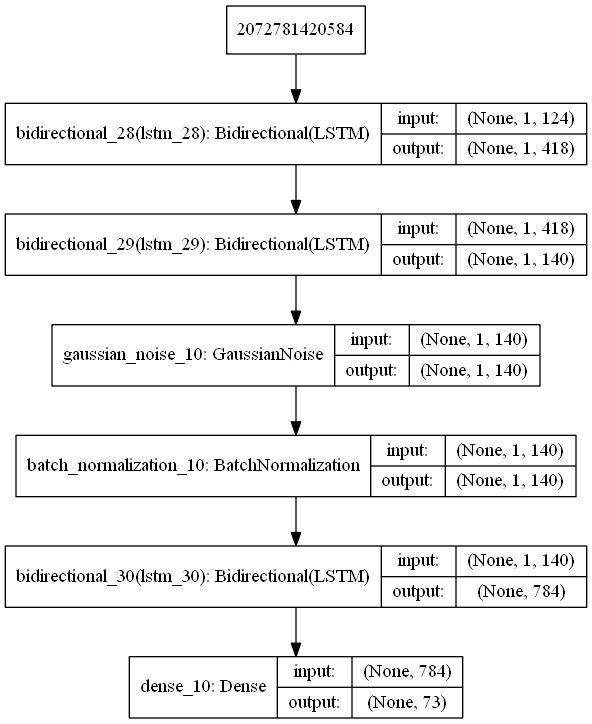 2072781420584
bidirectional_28(lstm_28): Bidirectional(LSTM)
input: (None, 1, 124)
output: (None, 1, 418)
bidirectional_29(lstm_29): Bidirectional(LSTM)
input: (None, 1, 418)
output: (None, 1, 140)
gaussian_noise_10: GaussianNoise
input: (None, 1, 140)
output: (None, 1, 140)
batch_normalization_10: BatchNormalization
input: (None, 1, 140)
output: (None, 1, 140)
bidirectional_30(lstm_30): Bidirectional(LSTM)
input: (None, 1, 140)
output: (None, 784)
dense_10: Dense
input: (None, 784)
output: (None, 73)